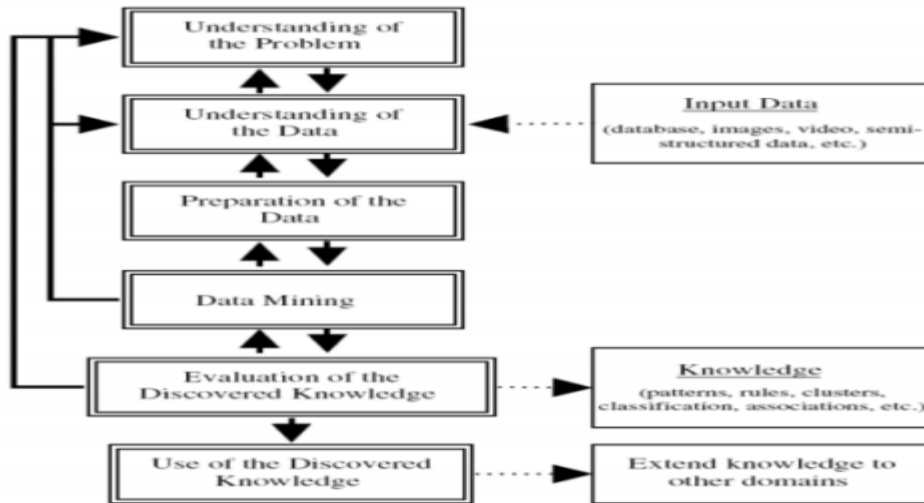 Understanding of
the Problem
Understanding of
the Data
Input Data
(database, images, video, semi-
structured data, etc.)
Preparation of the
Data
Data Mining
Evaluation of the
Discovered Knowledge
Knowledge
(patterns, rules, clusters,
classification, associations, etc.)
Use of the Discovered
Knowledge
Extend knowledge to
other domains